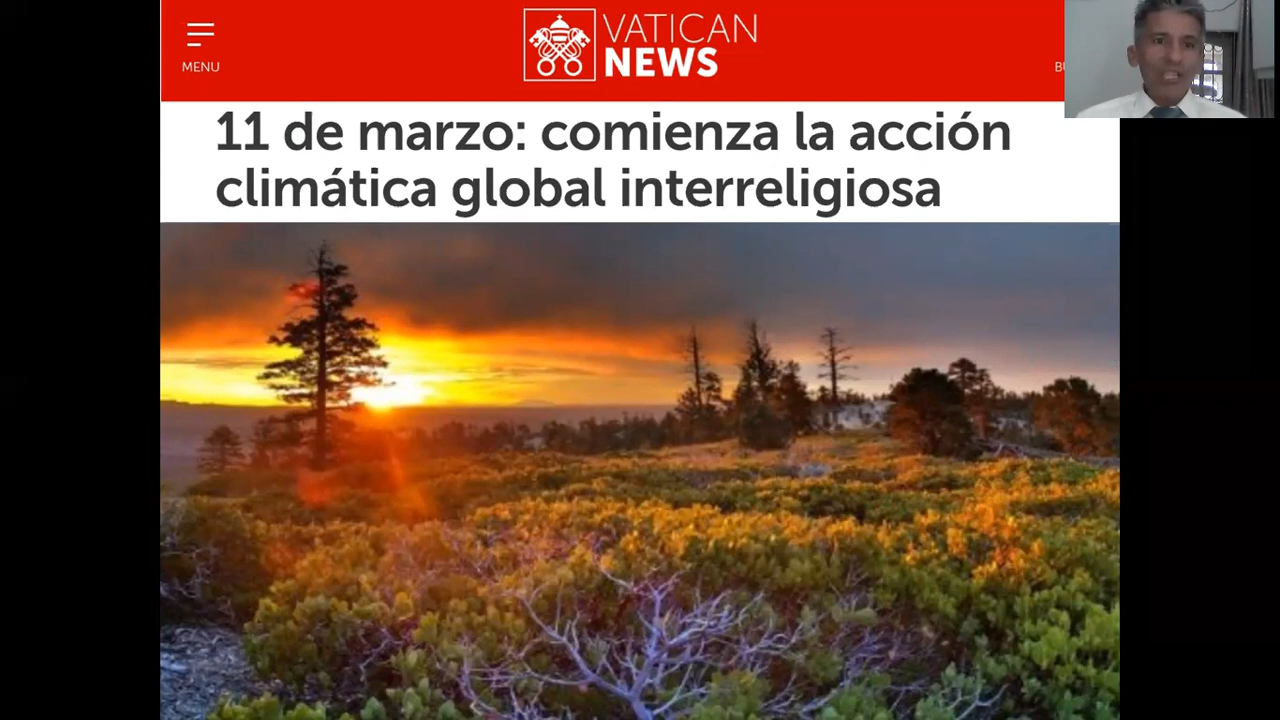 MENU
VATICAN
NEWS
11 de marzo: comienza la acción
climática global interreligiosa